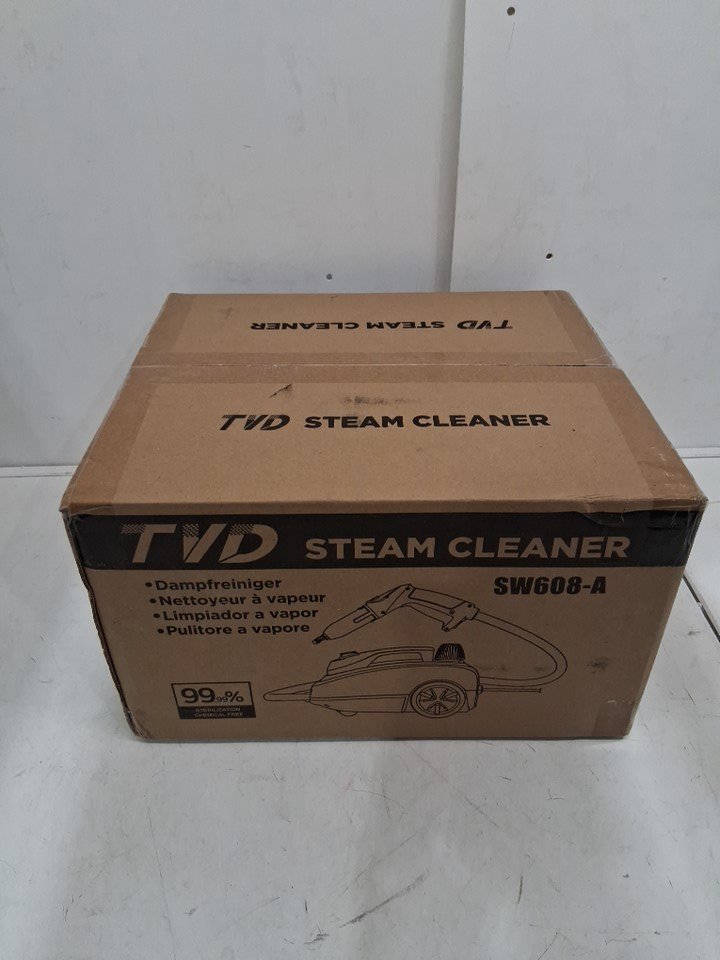 TVD STEAM CLEANER
TVD STEAM CLEANER
TVD STEAM CLEANER
SW608-A
•Dampfreiniger
•Nettoyeur à vapeur
•Limpiador a vapor
•Pulitore a vapore
99.99%
STERILIZATION
CHEMICAL FREE